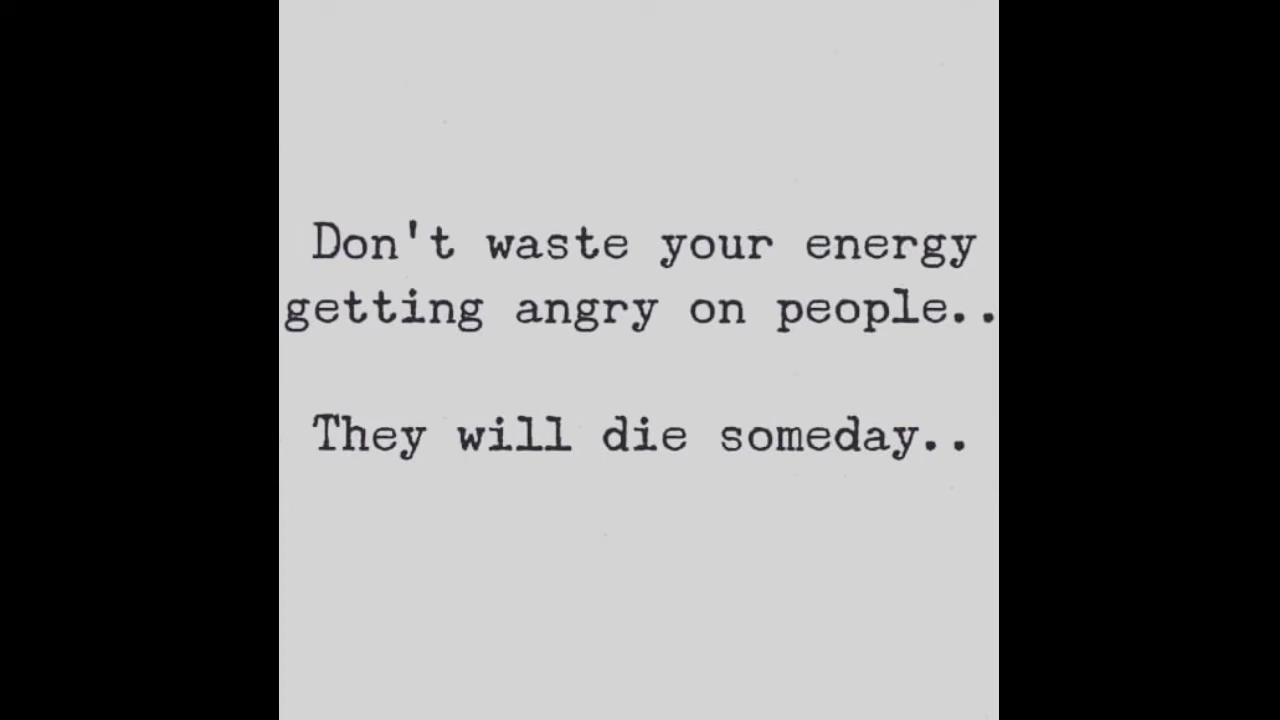 Don't waste your energy
getting angry on people..
They will die someday..